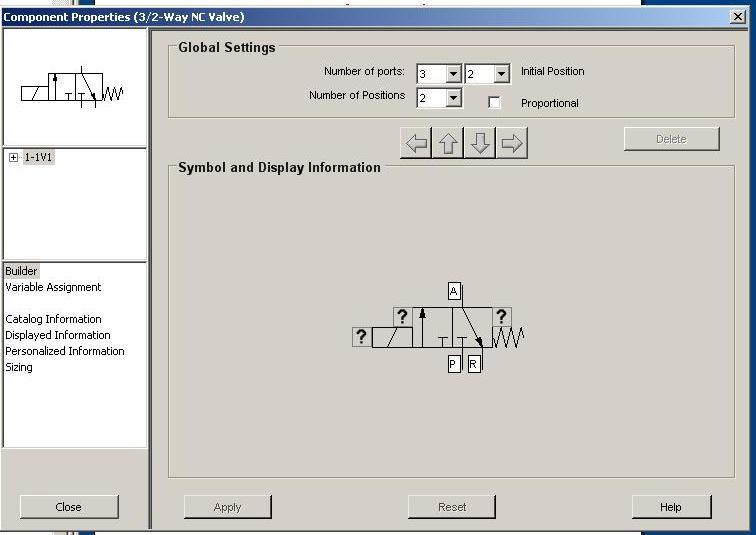 Component Properties (3/2-Way NC Valve)
Global Settings
Number of ports: 3 2 Initial Position
Number of Positions 2 Proportional
Delete
1-1V1
Symbol and Display Information
Builder
Variable Assignment
Catalog Information
Displayed Information
Personalized Information
Sizing
A
? ?
?
P R
Close Apply Reset Help